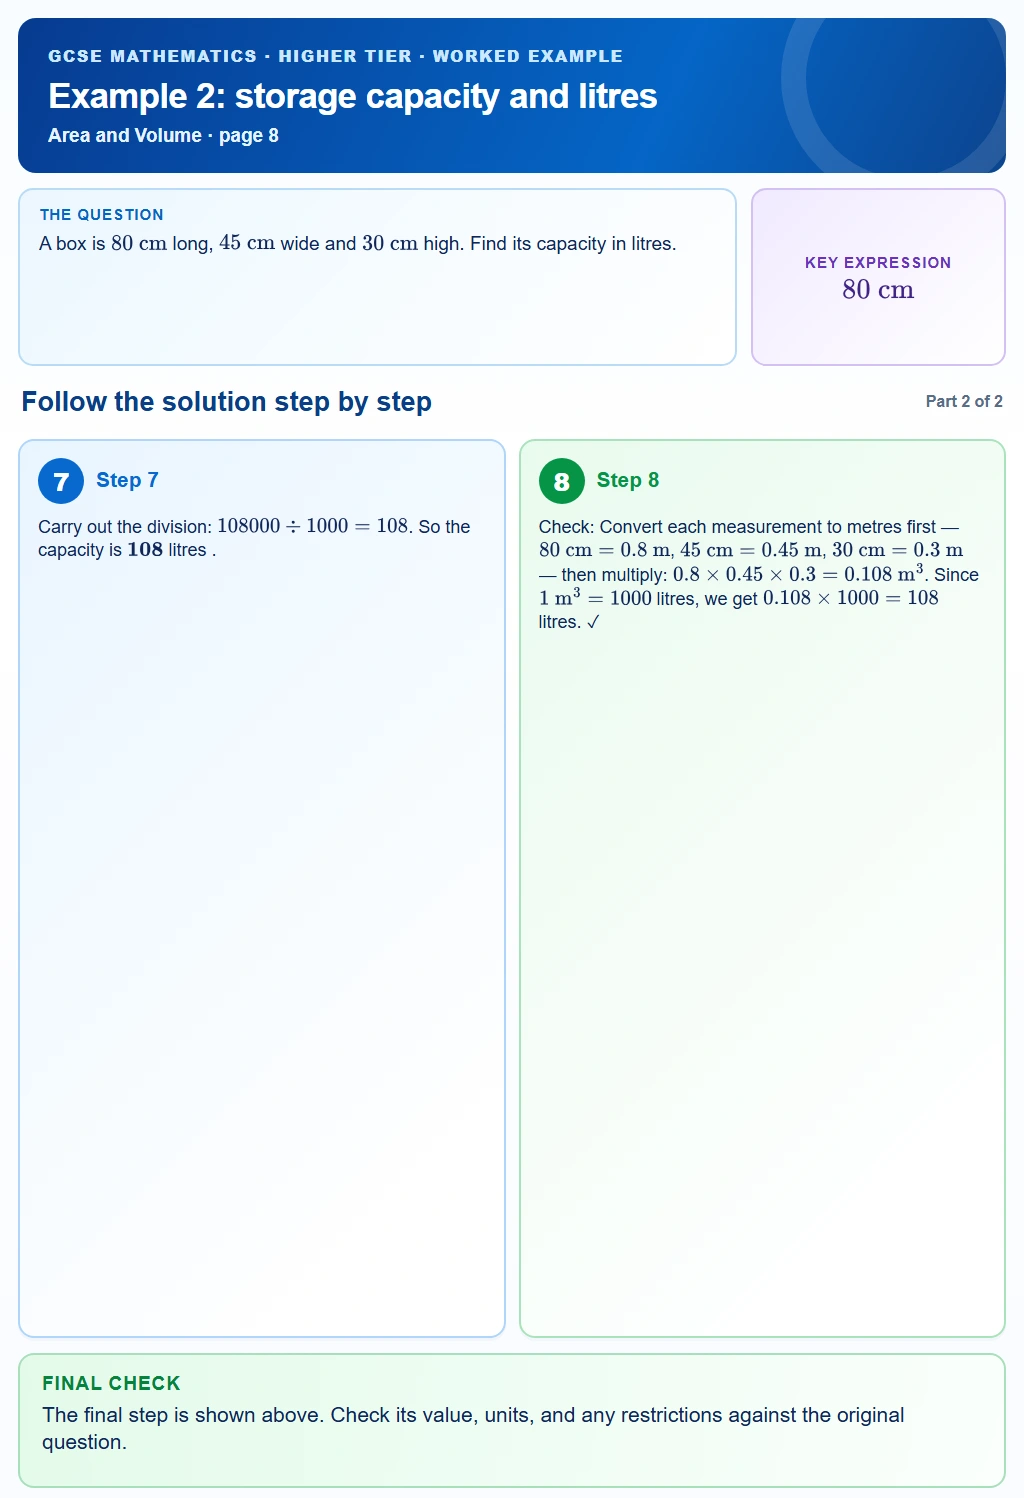 GCSE MATHEMATICS · HIGHER TIER · WORKED EXAMPLE
Example 2: storage capacity and litres
Area and Volume · page 8
THE QUESTION
A box is 80 cm long, 45 cm wide and 30 cm high. Find its capacity in litres.
KEY EXPRESSION
80 cm
Follow the solution step by step
Part 2 of 2
7 Step 7
Carry out the division: 108000 ÷ 1000 = 108. So the
capacity is 108 litres .
8 Step 8
Check: Convert each measurement to metres first —
80 cm = 0.8 m, 45 cm = 0.45 m, 30 cm = 0.3 m
— then multiply: 0.8 × 0.45 × 0.3 = 0.108 m³. Since
1 m³ = 1000 litres, we get 0.108 × 1000 = 108
litres. ✓
FINAL CHECK
The final step is shown above. Check its value, units, and any restrictions against the original
question.